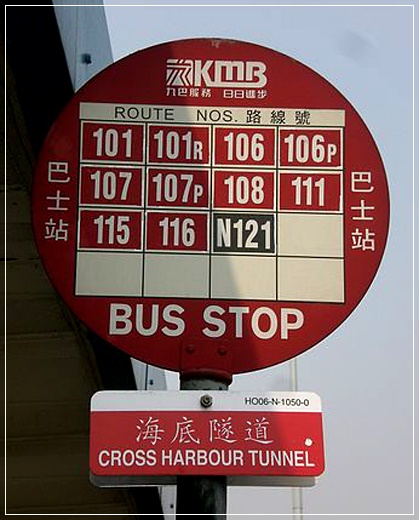 KMB
九巴服務 日日進步
ROUTE NOS. 路線號
101 101R 106 106P
107 107P 108 111
115 116 N121
巴士站
巴士站
BUS STOP
HO06-N-1050-0
海底隧道
CROSS HARBOUR TUNNEL